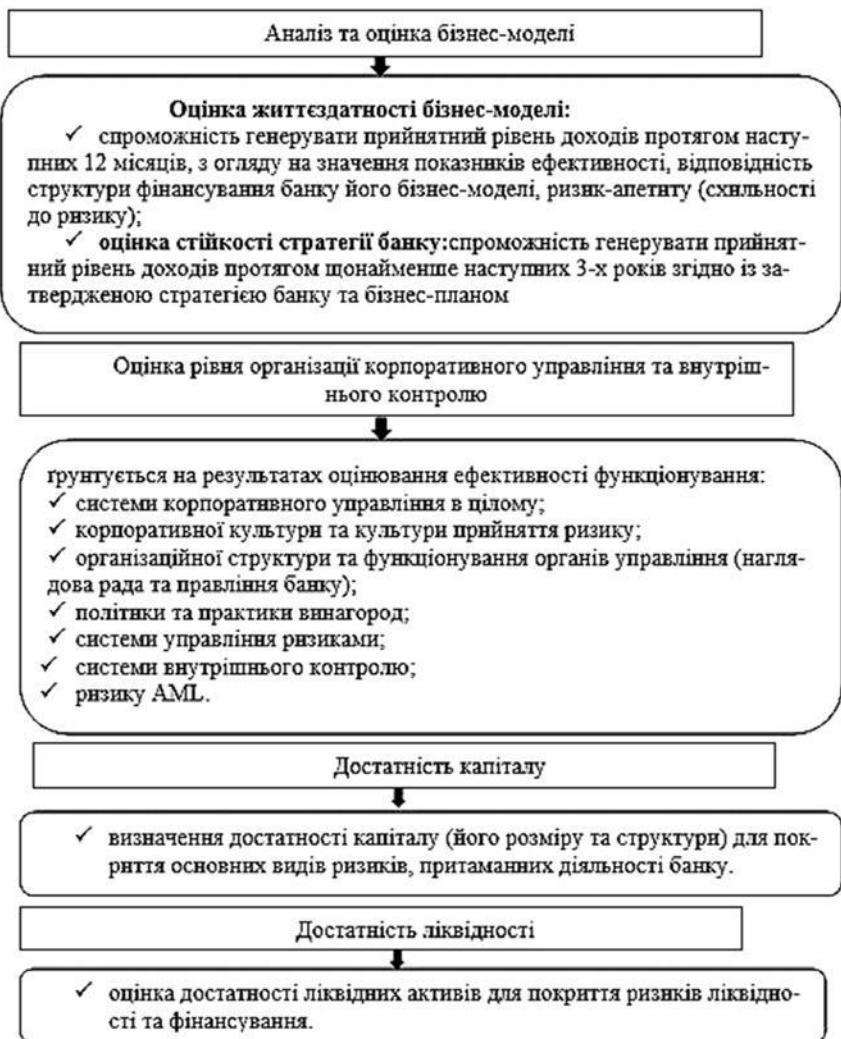 Аналіз та оцінка бізнес-моделі
Оцінка життєздатності бізнес-моделі:
✓ спроможність генерувати прийнятний рівень доходів протягом насту-
пних 12 місяців, з огляду на значення показників ефективності, відповідність
структури фінансування банку його бізнес-моделі, ризик-апетиту (схильності
до ризику);
✓ оцінка стійкості стратегії банку:спроможність генерувати прийнят-
ний рівень доходів протягом щонайменше наступних 3-х років згідно із за-
твердженою стратегією банку та бізнес-планом
Оцінка рівня організації корпоративного управління та внутріш-
нього контролю
ґрунтується на результатах оцінювання ефективності функціонування:
✓ системи корпоративного управління в цілому;
✓ корпоративної культури та культури прийняття ризику;
✓ організаційної структури та функціонування органів управління (нагля-
дова рада та правління банку);
✓ політики та практики винагород;
✓ системи управління ризиками;
✓ системи внутрішнього контролю;
✓ ризику AML.
Достатність капіталу
✓ визначення достатності капіталу (його розміру та структури) для пок-
риття основних видів ризиків, притаманних діяльності банку.
Достатність ліквідності
✓ оцінка достатності ліквідних активів для покриття ризиків ліквідно-
сті та фінансування.